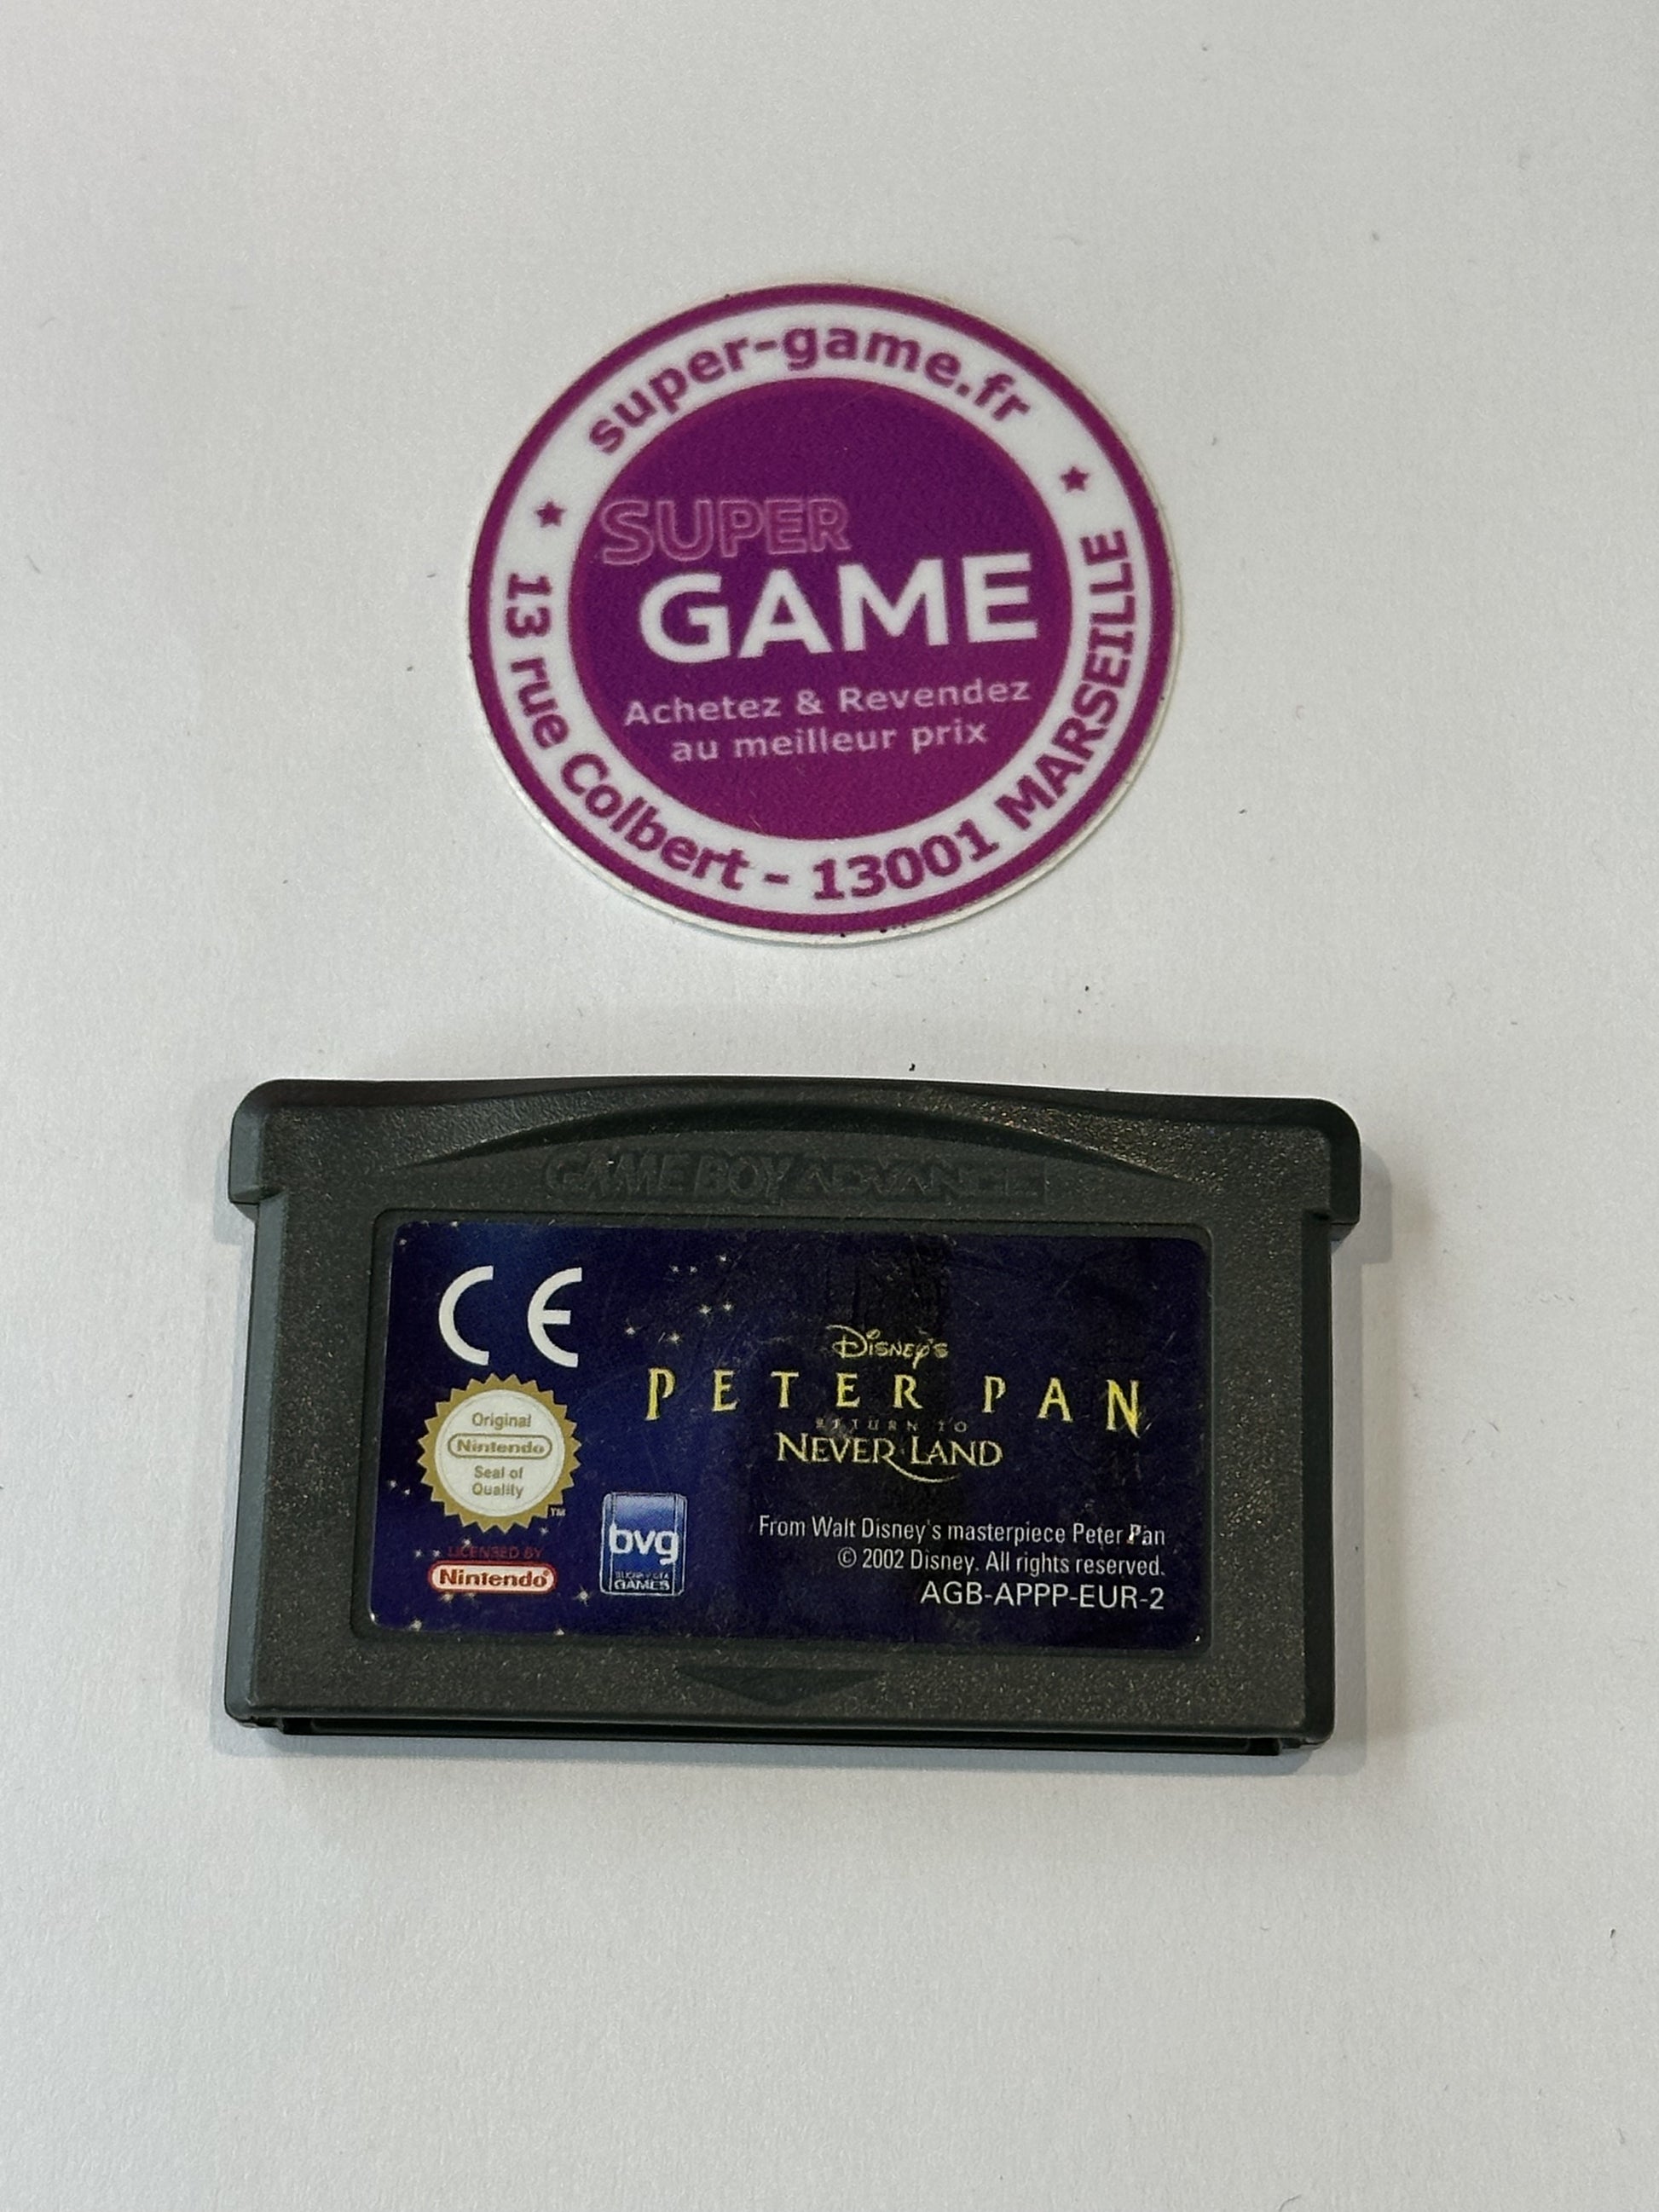 super-game.fr
SUPER
GAME
Achetez & Revendez
au meilleur prix
13 rue Colbert - 13001 MARSEILLE
GAME BOY ADVANCE
CE
Original
Nintendo
Seal of
Quality
TM
LICENSED BY
Nintendo
bvg
GAMES
Disney's
PETER PAN
RETURN TO
NEVER LAND
From Walt Disney's masterpiece Peter Pan
© 2002 Disney. All rights reserved.
AGB-APPP-EUR-2